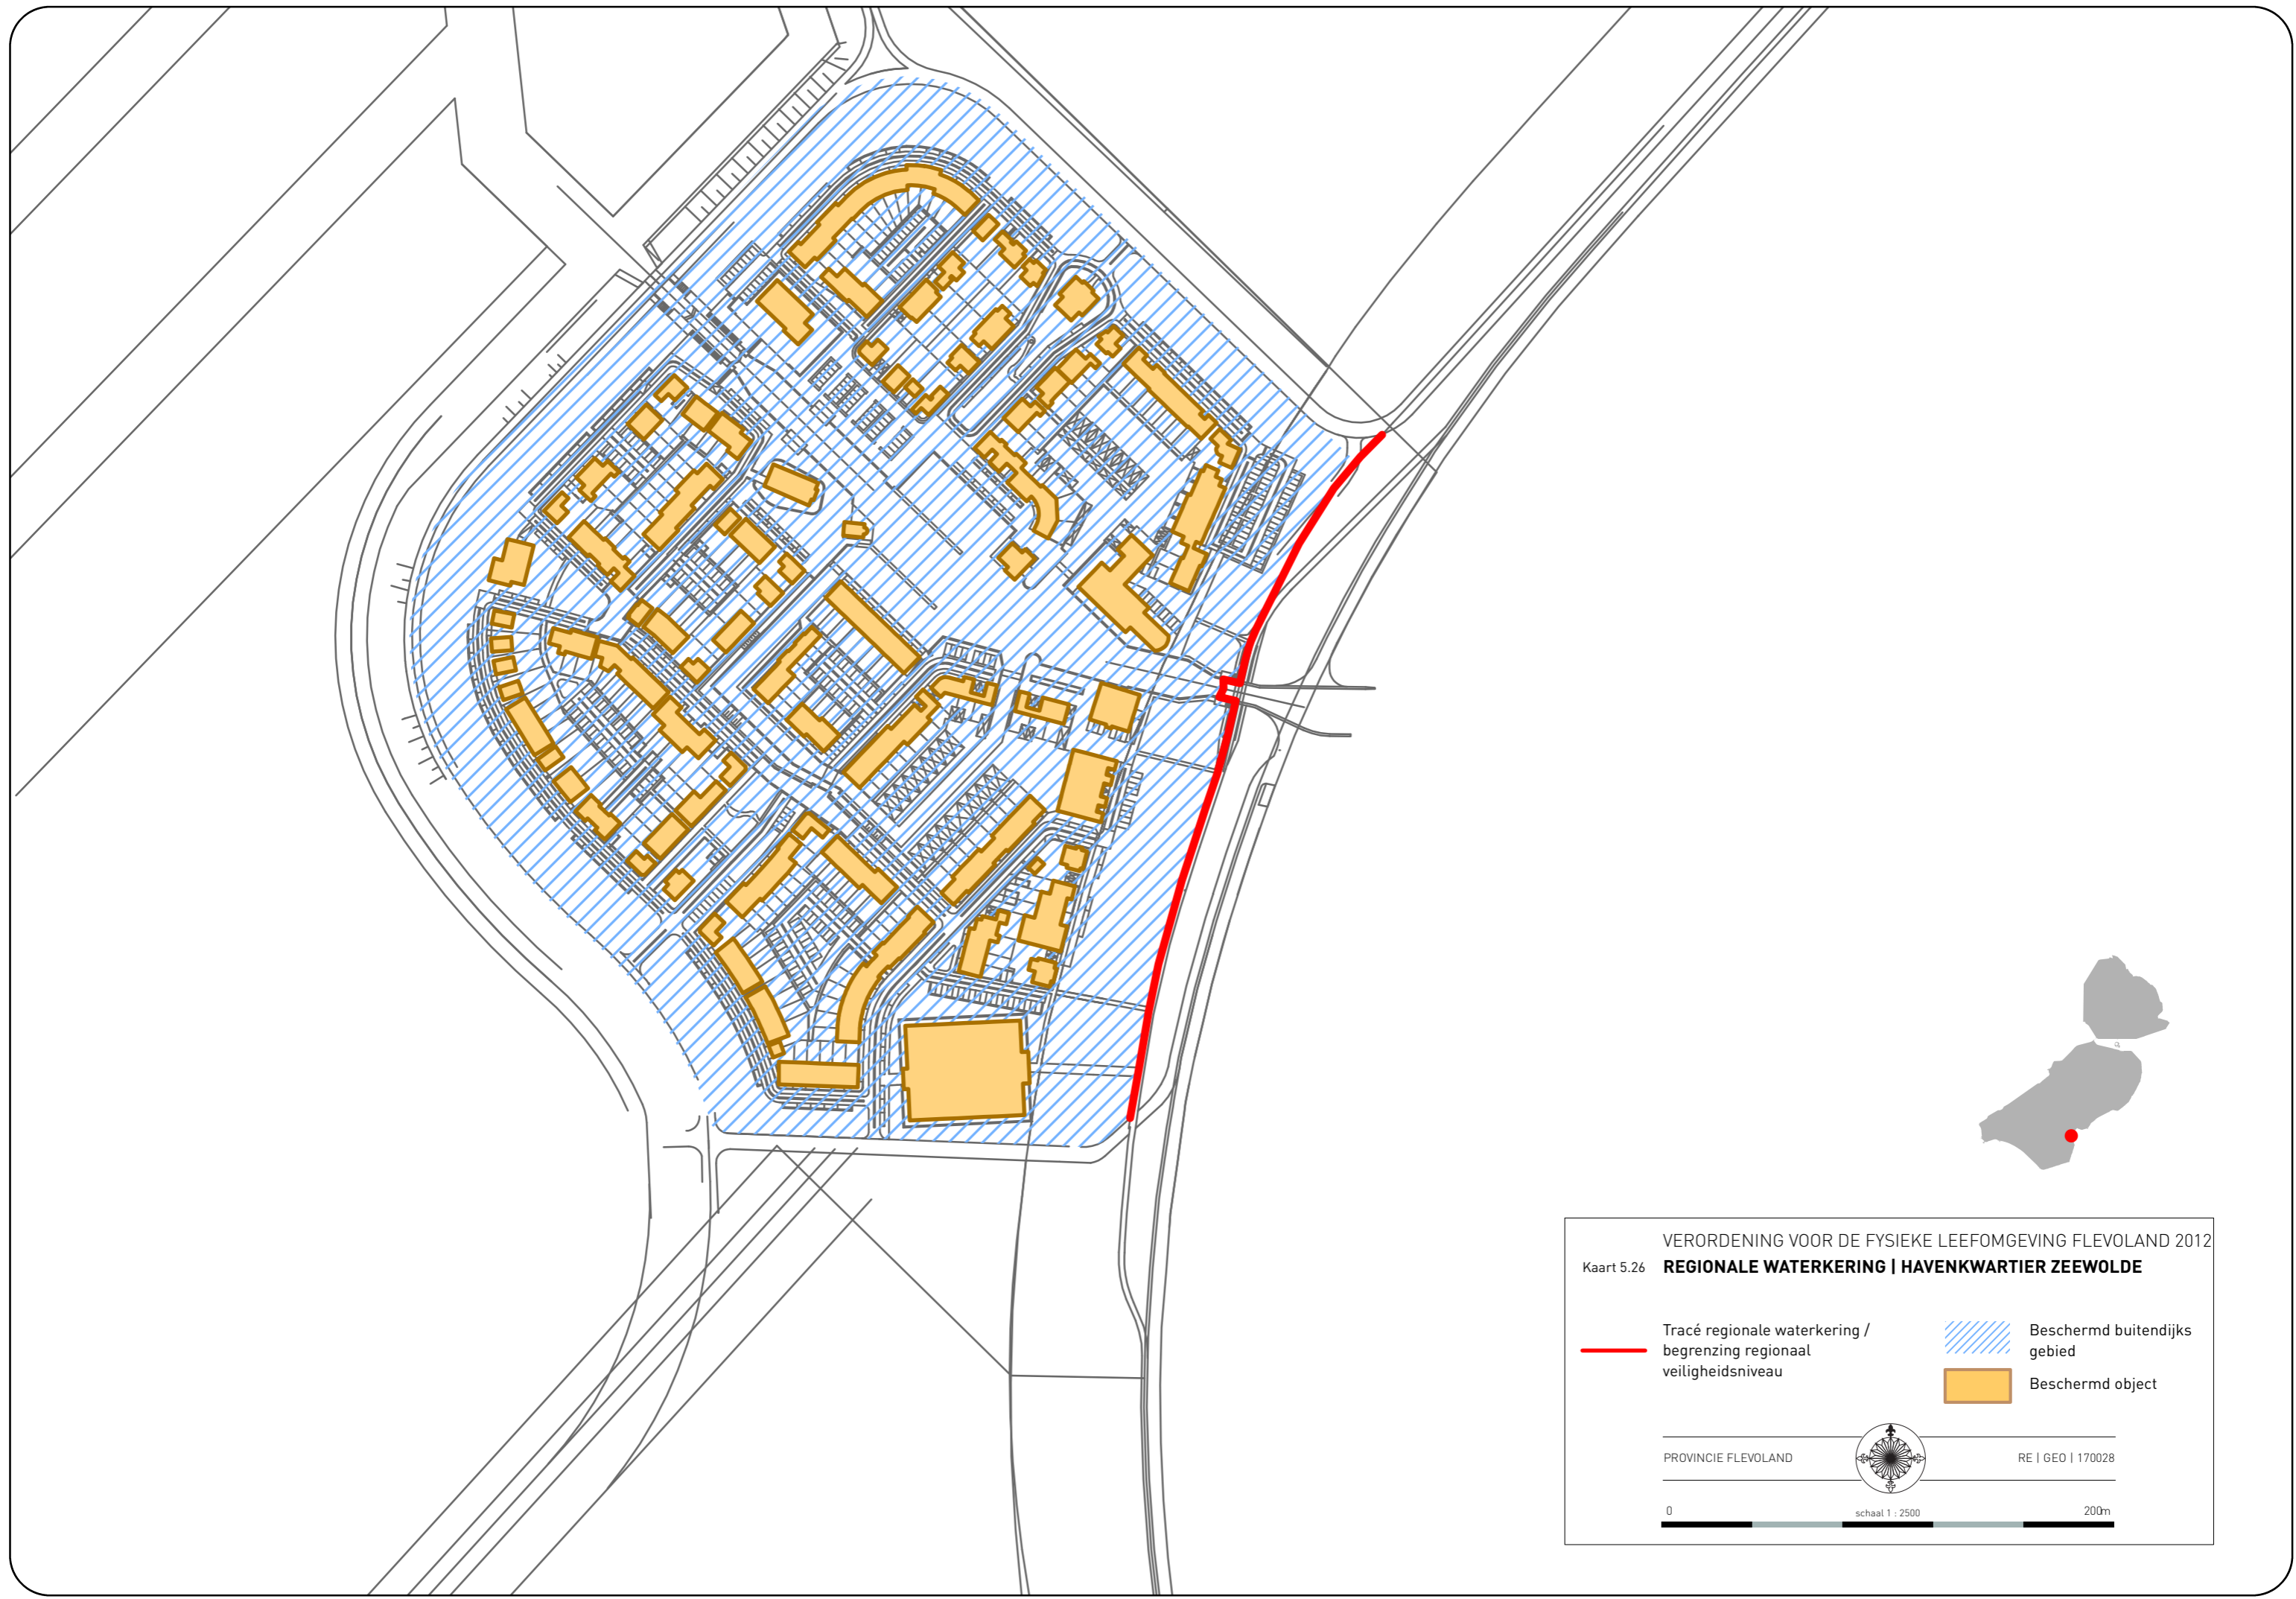 VERORDENING VOOR DE FYSIEKE LEEFOMGEVING FLEVOLAND 2012
Kaart 5.26 REGIONALE WATERKERING | HAVENKWARTIER ZEEWOLDE
Tracé regionale waterkering /
begrenzing regionaal
veiligheidsniveau
Beschermd buitendijks
gebied
Beschermd object
PROVINCIE FLEVOLAND
RE | GEO | 170028
0
schaal 1 : 2500
200m